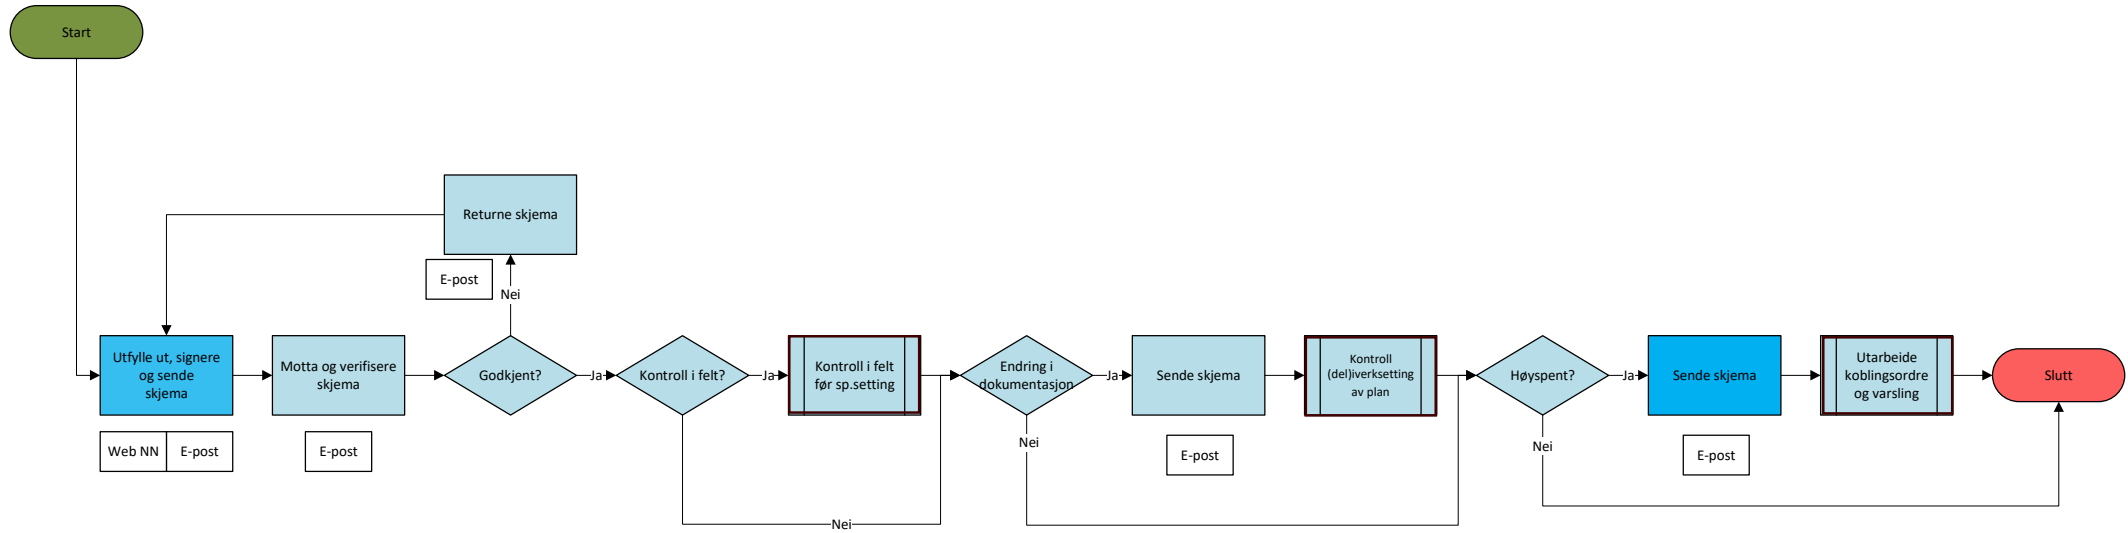 Start
Returne skjema
E-post
Nei
Utfylle ut, signere
og sende
skjema
Motta og verifisere
skjema
Godkjent?
Ja
Kontroll i felt?
Ja
Kontroll i felt
før sp.setting
Endring i
dokumentasjon
Ja
Sende skjema
Kontroll
(del)iverksetting
av plan
Høyspent?
Ja
Sende skjema
Utarbeide
koblingsordre
og varsling
Slutt
Web NN
E-post
E-post
Nei
E-post
Nei
E-post
Nei